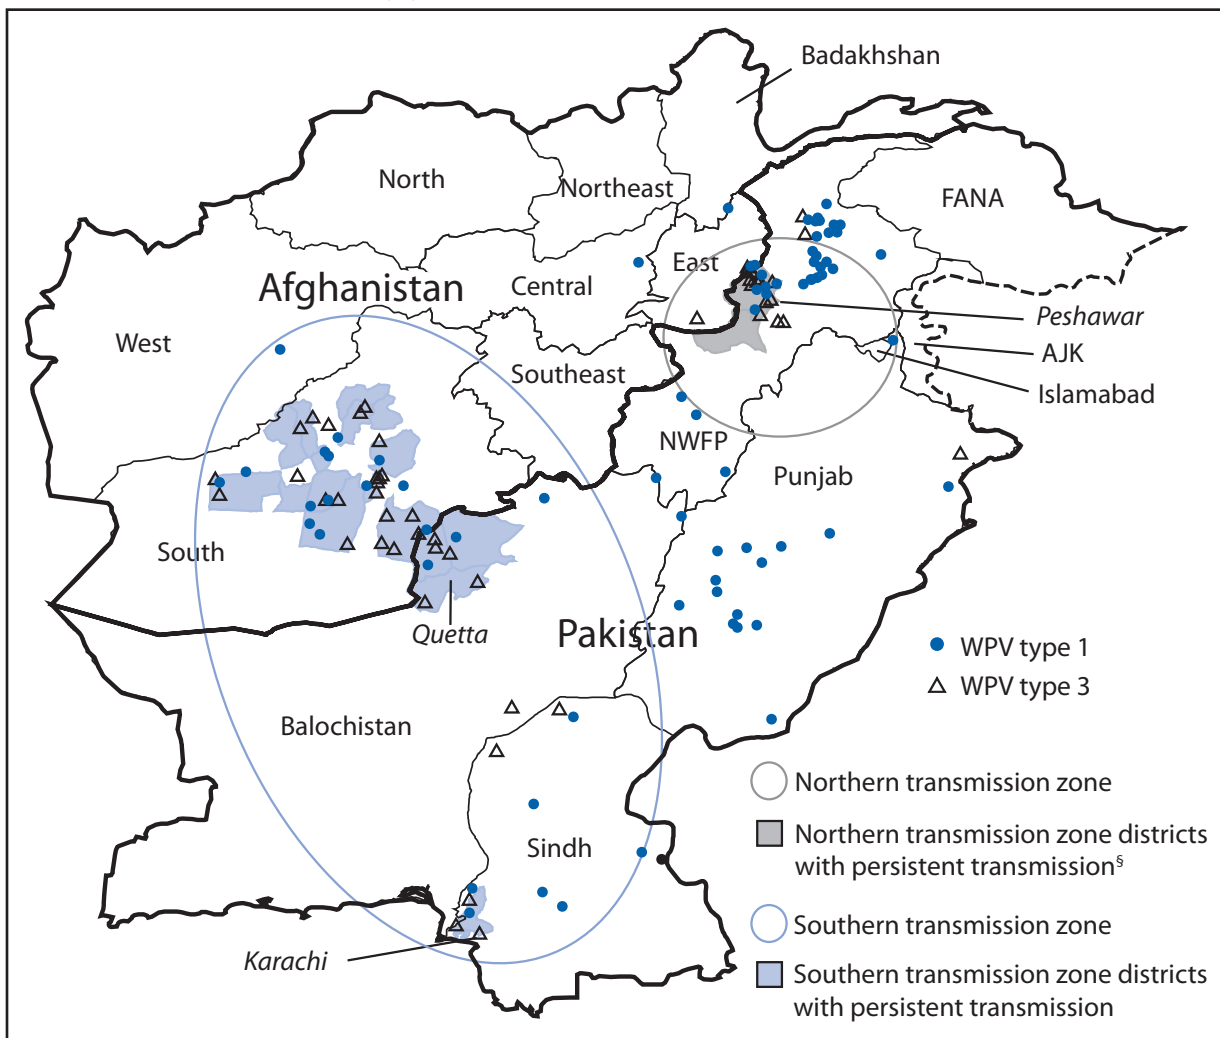 Badakhshan
North
Northeast
FANA
East
Afghanistan
Central
Peshawar
West
AJK
Southeast
Islamabad
NWFP
Punjab
South
Quetta
Pakistan
WPV type 1
WPV type 3
Balochistan
Northern transmission zone
Northern transmission zone districts
with persistent transmission§
Sindh
Southern transmission zone
Karachi
Southern transmission zone districts
with persistent transmission